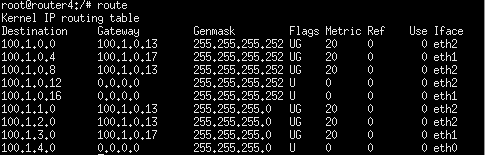 root@router4:/# route
Kernel IP routing table
Destination Gateway Genmask Flags Metric Ref Use Iface
100.1.0.0 100.1.0.13 255.255.255.252 UG 20 0 0 eth2
100.1.0.4 100.1.0.17 255.255.255.252 UG 20 0 0 eth1
100.1.0.8 100.1.0.13 255.255.255.252 UG 20 0 0 eth2
100.1.0.12 0.0.0.0 255.255.255.252 U 0 0 0 eth2
100.1.0.16 0.0.0.0 255.255.255.252 U 0 0 0 eth1
100.1.1.0 100.1.0.13 255.255.255.0 UG 20 0 0 eth2
100.1.2.0 100.1.0.13 255.255.255.0 UG 20 0 0 eth2
100.1.3.0 100.1.0.17 255.255.255.0 UG 20 0 0 eth1
100.1.4.0 0.0.0.0 255.255.255.0 U 0 0 0 eth0